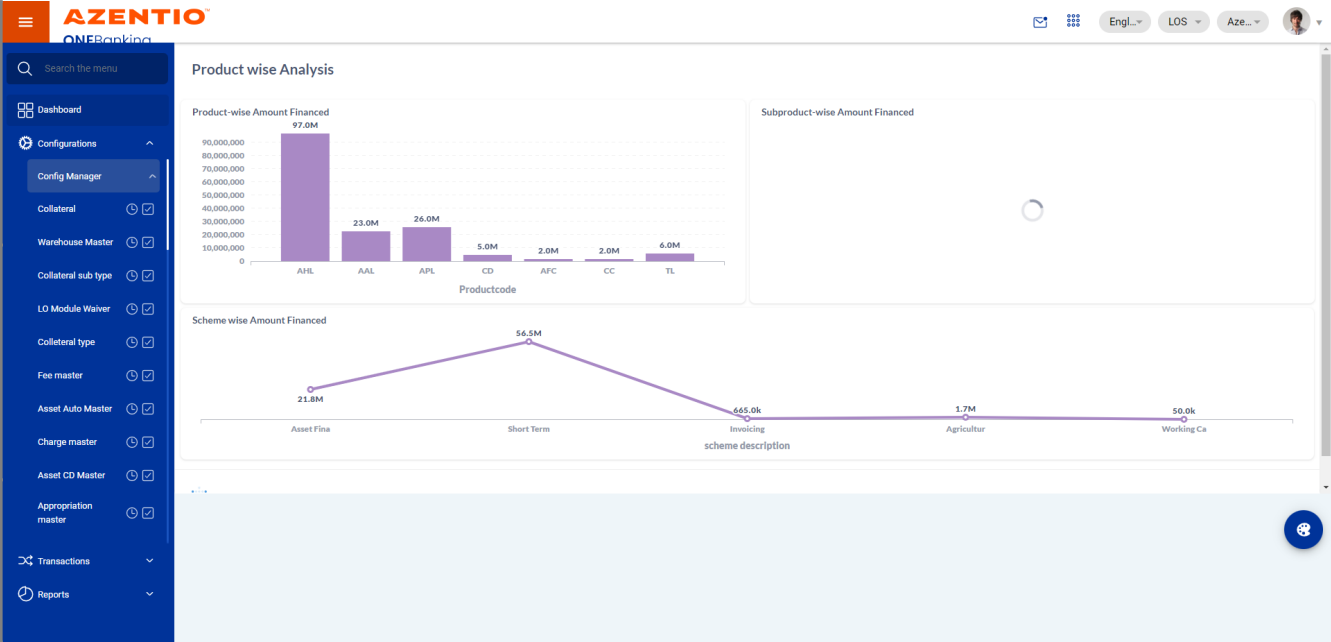 AZENTIO
ONEBanking
Engl...
LOS
Aze...
Search the menu
Dashboard
Configurations
Config Manager
Collateral
Warehouse Master
Collateral sub type
LO Module Waiver
Colleteral type
Fee master
Asset Auto Master
Charge master
Asset CD Master
Appropriation
master
Transactions
Reports
Product wise Analysis
Product-wise Amount Financed
97.0M
90,000,000
80,000,000
70,000,000
60,000,000
50,000,000
40,000,000
30,000,000
20,000,000
10,000,000
0
23.0M
26.0M
5.0M
2.0M
2.0M
6.0M
AHL AAL APL CD AFC CC TL
Productcode
Subproduct-wise Amount Financed
Scheme wise Amount Financed
56.5M
21.8M
665.0k
1.7M
50.0k
Asset Fina Short Term Invoicing Agricultur Working Ca
scheme description